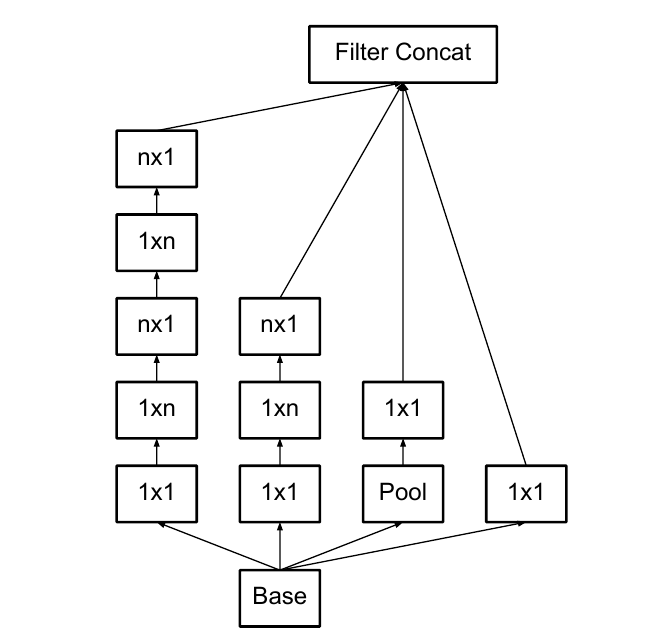 Filter Concat
nx1
1xn
nx1
nx1
1xn
1xn
1x1
1x1
1x1
Pool
1x1
Base